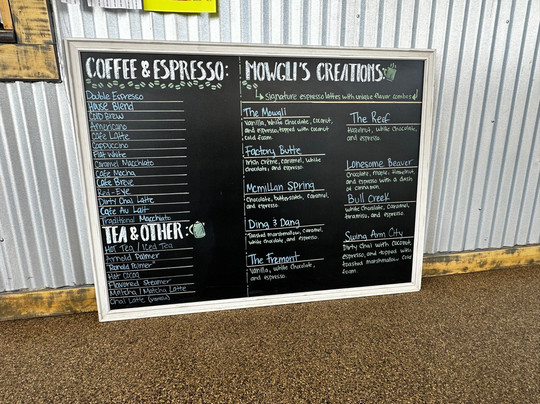 COFFEE & ESPRESSO:
Double Espresso
House Blend
Cold Brew
Americano
Cafe Latte
Cappuccino
Flat White
Caramel Macchiato
Cafe Mocha
Cafe Breve
Red-Eye
Dirty Chai Latte
Cafe Au Lait
Traditional Macchiato
TEA & OTHER:
Hot Tea / Iced Tea
Arnold Palmer
Ronald Palmer
Hot Cocoa
Flavored Steamer
Matcha / Matcha Latte
Chai Latte (vanilla)
MOWGLI'S CREATIONS:
Signature espresso lattes with unique flavor combos
The Mowgli
Vanilla, White Chocolate, Coconut,
and espresso, topped with coconut
cold foam.
Factory Butte
Irish Crème, Caramel, White
chocolate, and espresso.
Mcmillan Spring
Chocolate, butterscotch, caramel,
and espresso.
Ding & Dang
Toasted marshmallow, caramel,
white chocolate, and espresso.
The Fremont
Vanilla, White Chocolate,
and espresso.
The Reef
Hazelnut, White Chocolate,
and espresso.
Lonesome Beaver
Chocolate, Maple, Hazelnut,
and espresso with a dash
of cinnamon.
Bull Creek
White Chocolate, Caramel,
tiramisu, and espresso.
Swing Arm City
Dirty Chai with coconut,
espresso, and topped with
toasted marshmallow cold
foam.